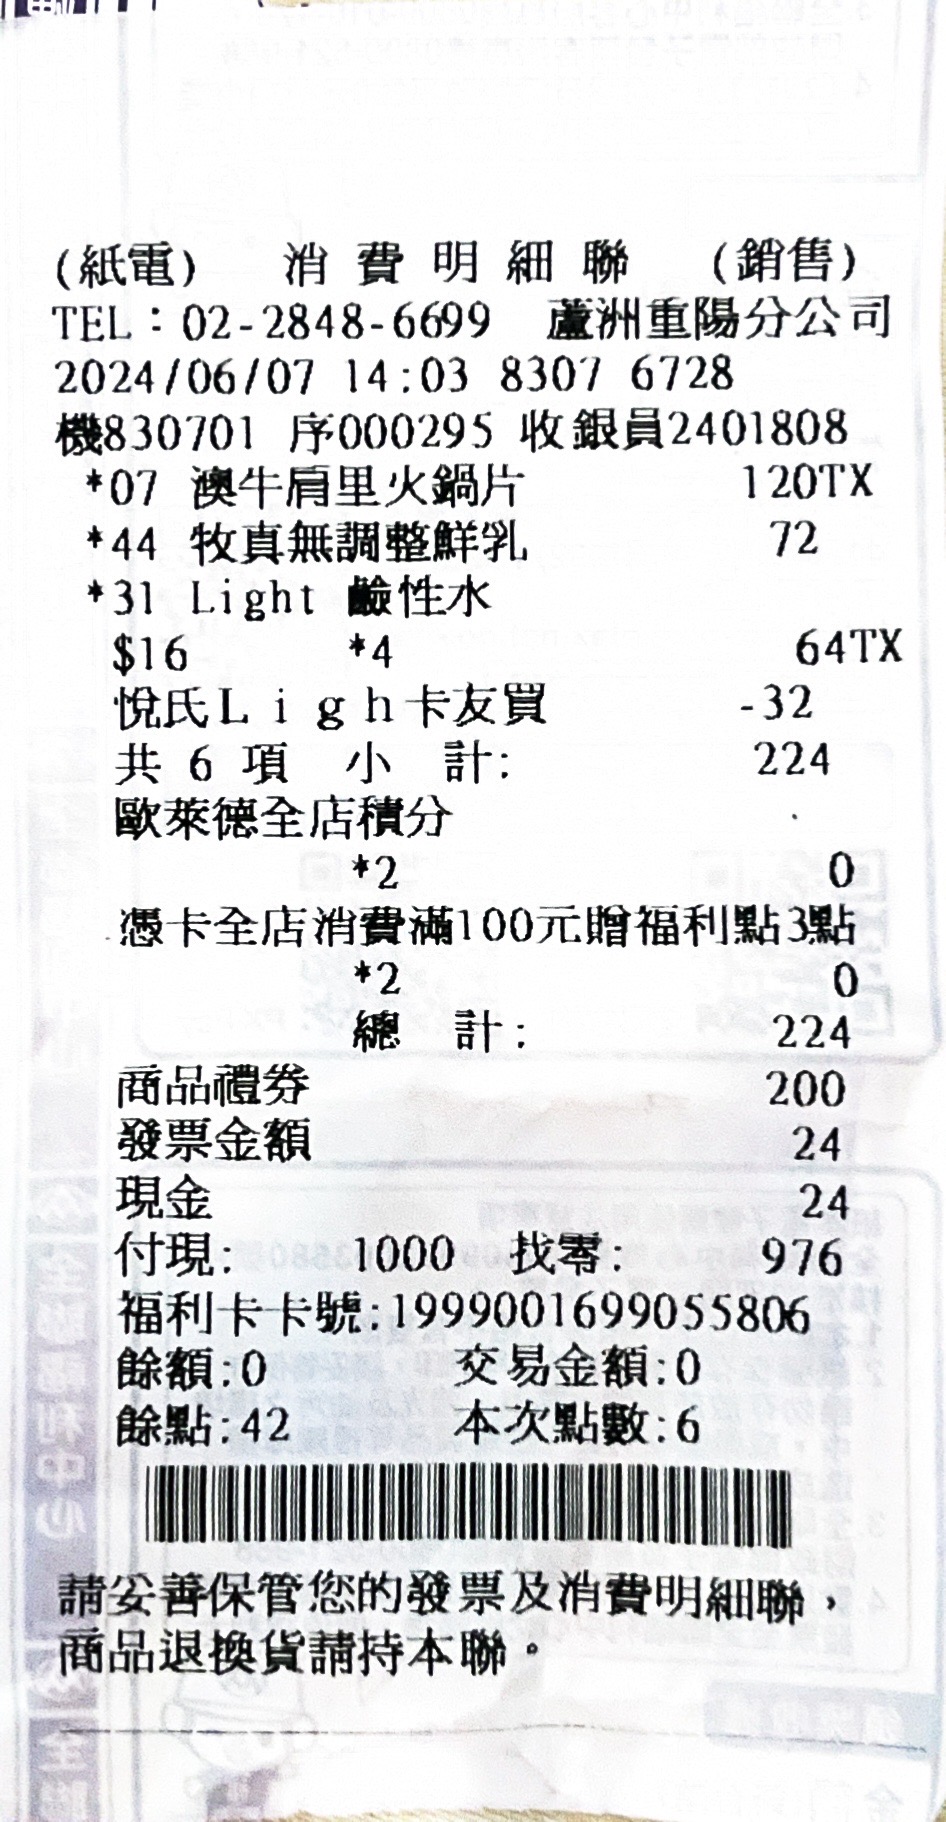 (紙電) 消費明細聯 (銷售)
TEL：02-2848-6699 蘆洲重陽分公司
2024/06/07 14:03 8307 6728
機830701 序000295 收銀員2401808
*07 澳牛肩里火鍋片 120TX
*44 牧真無調整鮮乳 72
*31 Light 鹼性水
$16 *4 64TX
悅氏Ｌｉｇｈ卡友買 -32
共 6 項 小 計: 224
歐萊德全店積分
*2 0
憑卡全店消費滿100元贈福利點3點
*2 0
總 計: 224
商品禮券 200
發票金額 24
現金 24
付現: 1000 找零: 976
福利卡卡號:1999001699055806
餘額:0 交易金額:0
餘點:42 本次點數:6
請妥善保管您的發票及消費明細聯，
商品退換貨請持本聯。